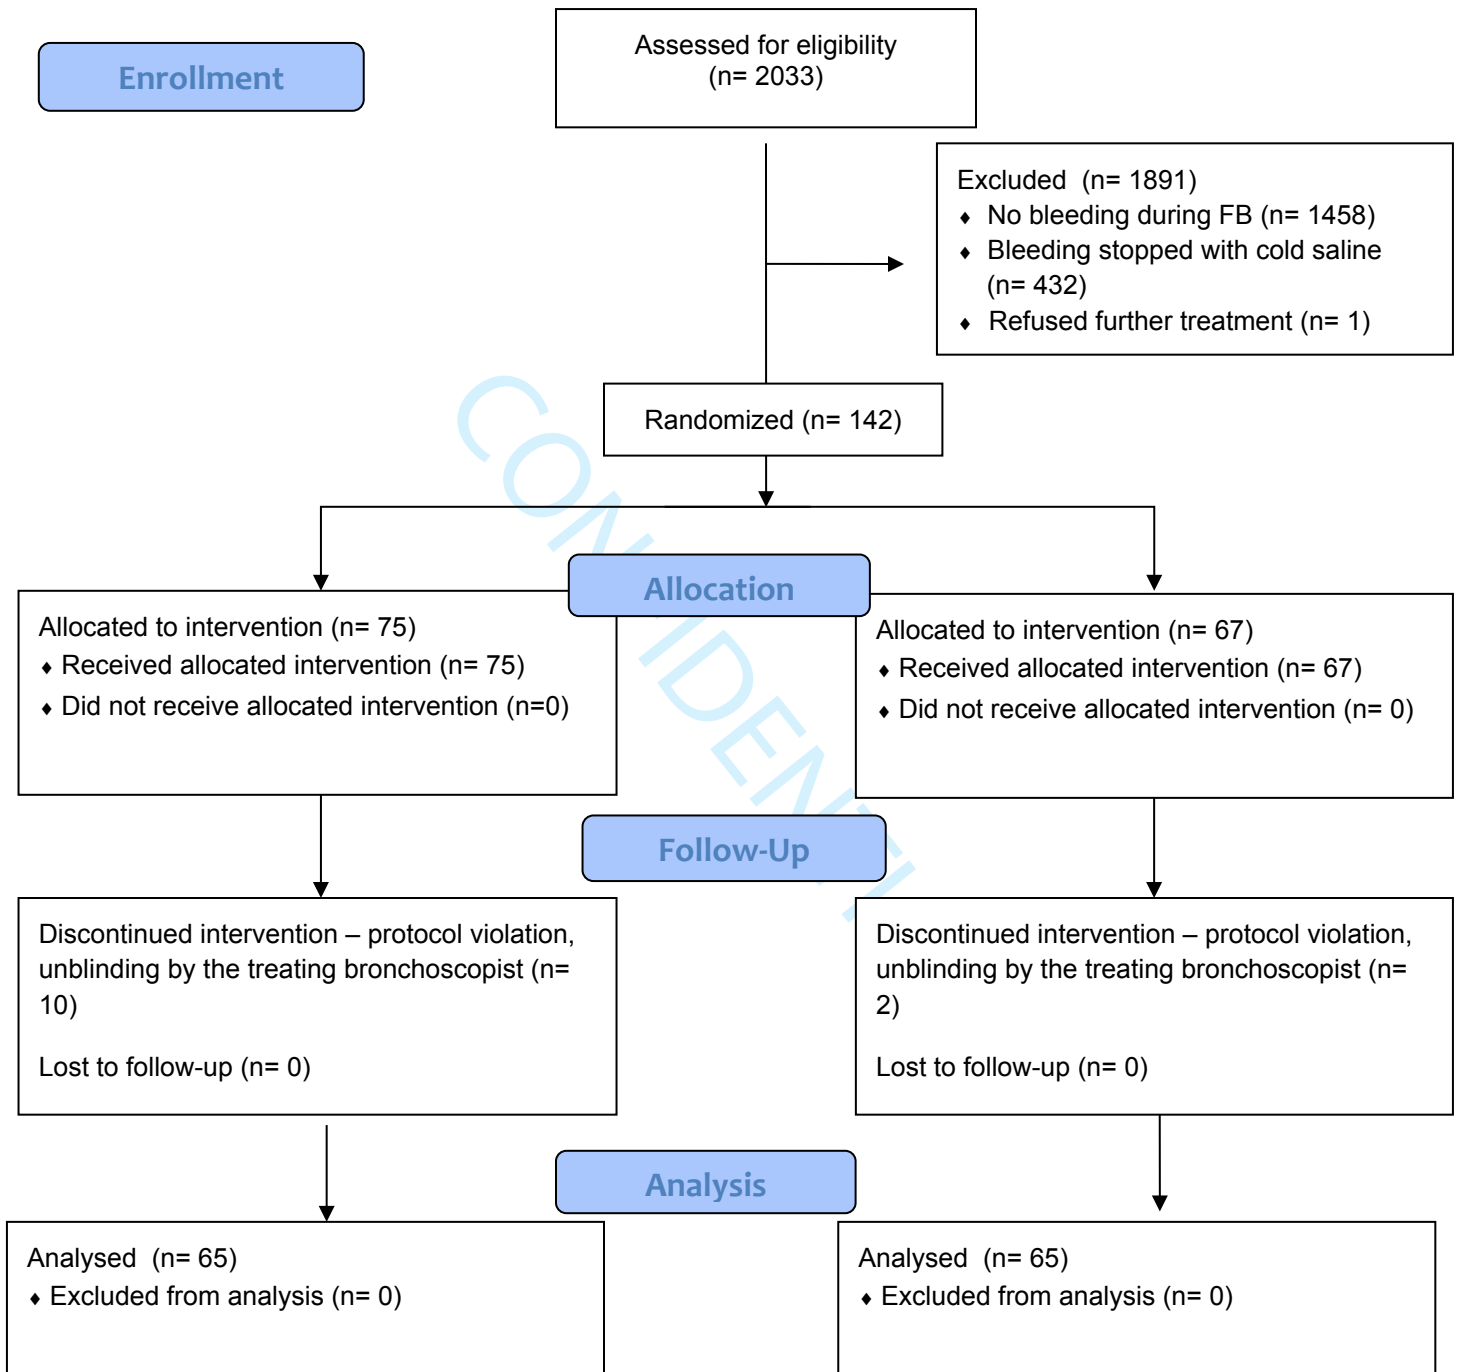 Enrollment
Assessed for eligibility
(n= 2033)
Excluded (n= 1891)
♦ No bleeding during FB (n= 1458)
♦ Bleeding stopped with cold saline
(n= 432)
♦ Refused further treatment (n= 1)
Randomized (n= 142)
Allocation
Allocated to intervention (n= 75)
♦ Received allocated intervention (n= 75)
♦ Did not receive allocated intervention (n=0)
Allocated to intervention (n= 67)
♦ Received allocated intervention (n= 67)
♦ Did not receive allocated intervention (n= 0)
Follow-Up
Discontinued intervention – protocol violation,
unblinding by the treating bronchoscopist (n=
10)
Lost to follow-up (n= 0)
Discontinued intervention – protocol violation,
unblinding by the treating bronchoscopist (n=
2)
Lost to follow-up (n= 0)
Analysis
Analysed (n= 65)
♦ Excluded from analysis (n= 0)
Analysed (n= 65)
♦ Excluded from analysis (n= 0)